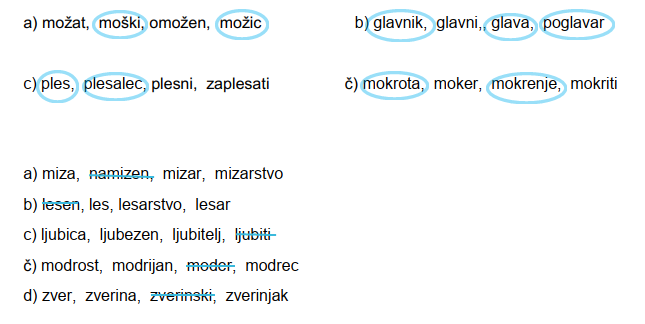 a) možat, moški, omožen, možic b) glavnik, glavni,, glava, poglavar
c) ples, plesalec, plesni, zaplesati č) mokrota, moker, mokrenje, mokriti
a) miza, namizen, mizar, mizarstvo
b) lesen, les, lesarstvo, lesar
c) ljubica, ljubezen, ljubitelj, ljubiti
č) modrost, modrijan, moder, modrec
d) zver, zverina, zverinski, zverinjak